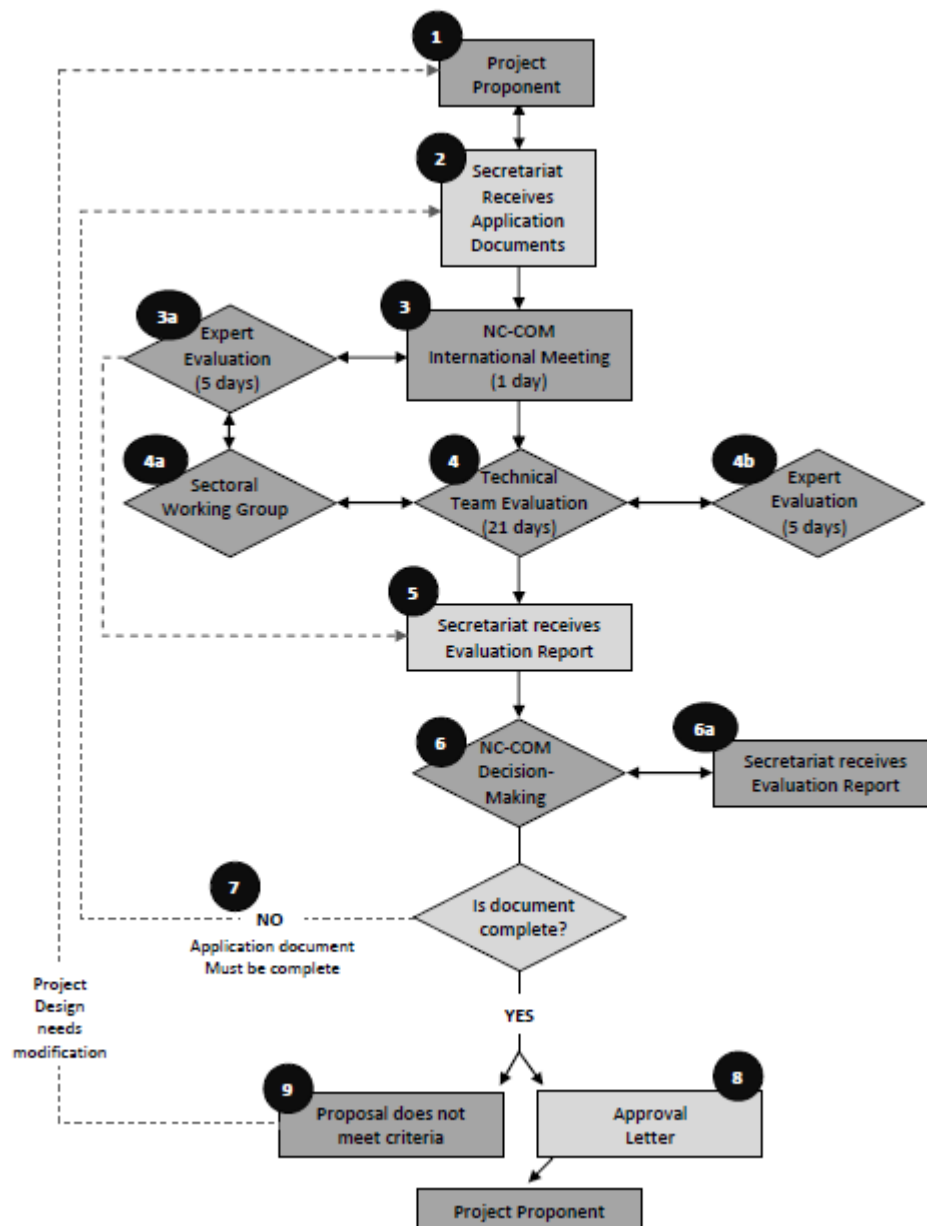 1
Project
Proponent
2
Secretariat
Receives
Application
Documents
3
NC-COM
International Meeting
(1 day)
3a
Expert
Evaluation
(5 days)
4a
Sectoral
Working Group
4
Technical
Team Evaluation
(21 days)
4b
Expert
Evaluation
(5 days)
5
Secretariat receives
Evaluation Report
6
NC-COM
Decision-
Making
6a
Secretariat receives
Evaluation Report
7
NO
Application document
Must be complete
Is document
complete?
Project
Design
needs
modification
YES
9
Proposal does not
meet criteria
8
Approval
Letter
Project Proponent